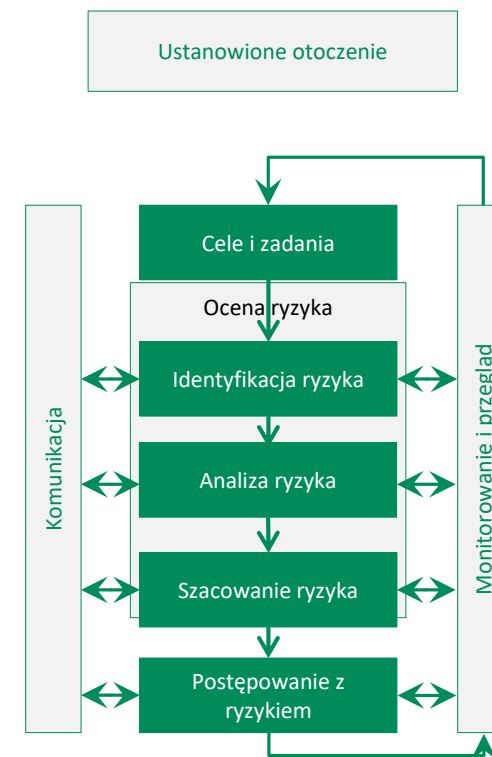 Ustanowione otoczenie
Cele i zadania
Ocena ryzyka
Identyfikacja ryzyka
Analiza ryzyka
Szacowanie ryzyka
Postępowanie z
ryzykiem
Komunikacja
Monitorowanie i przegląd